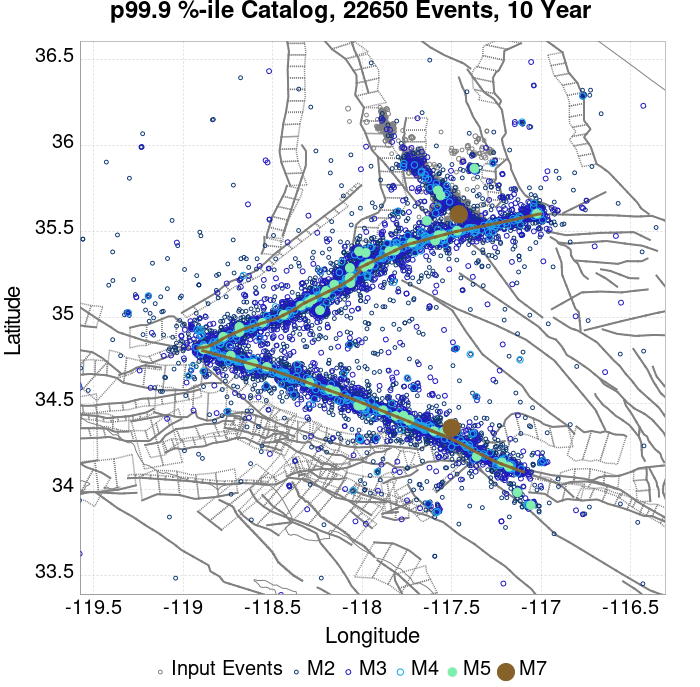 p99.9 %-ile Catalog, 22650 Events, 10 Year
36.5
36
35.5
35
34.5
34
33.5
Latitude
-119.5 -119 -118.5 -118 -117.5 -117 -116.5
Longitude
Input Events M2 M3 M4 M5 M7